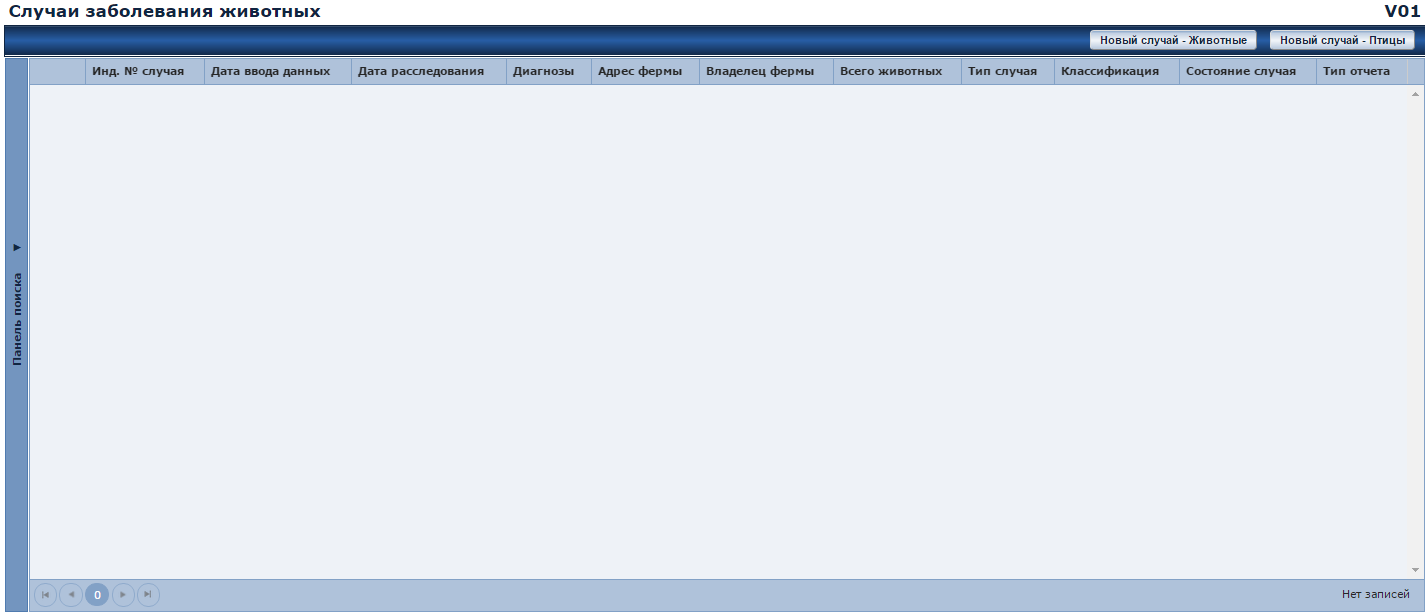 Случаи заболевания животных V01
Новый случай - Животные Новый случай - Птицы
Инд. № случая Дата ввода данных Дата расследования Диагнозы Адрес фермы Владелец фермы Всего животных Тип случая Классификация Состояние случая Тип отчета
Панель поиска
0 Нет записей